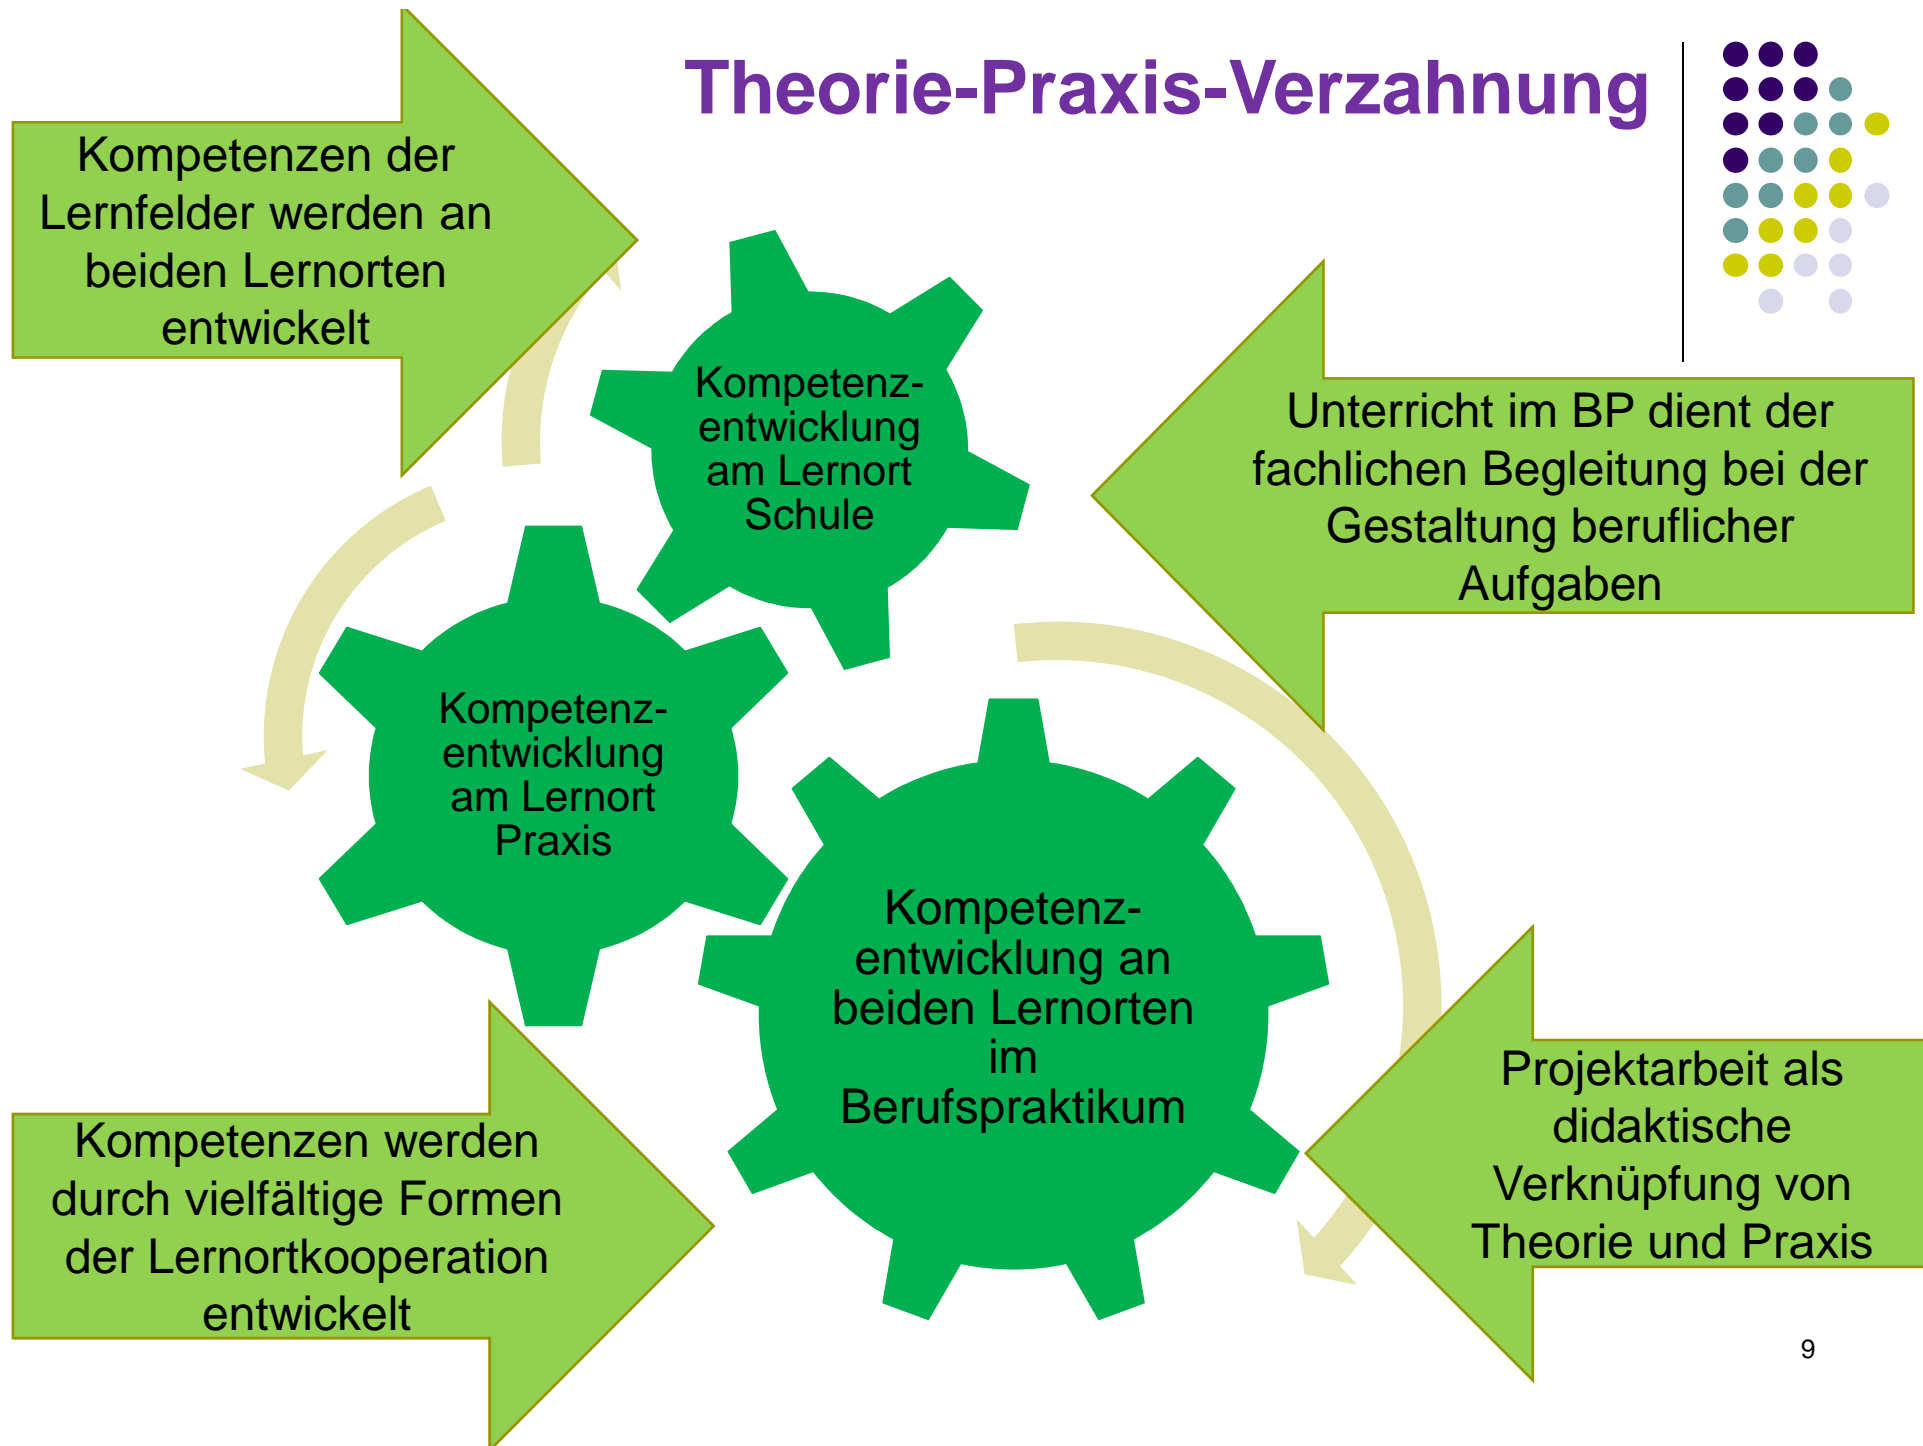 Theorie-Praxis-Verzahnung
Kompetenzen der
Lernfelder werden an
beiden Lernorten
entwickelt
Kompetenz-
entwicklung
am Lernort
Schule
Unterricht im BP dient der
fachlichen Begleitung bei der
Gestaltung beruflicher
Aufgaben
Kompetenz-
entwicklung
am Lernort
Praxis
Kompetenz-
entwicklung an
beiden Lernorten
im
Berufspraktikum
Kompetenzen werden
durch vielfältige Formen
der Lernortkooperation
entwickelt
Projektarbeit als
didaktische
Verknüpfung von
Theorie und Praxis
9